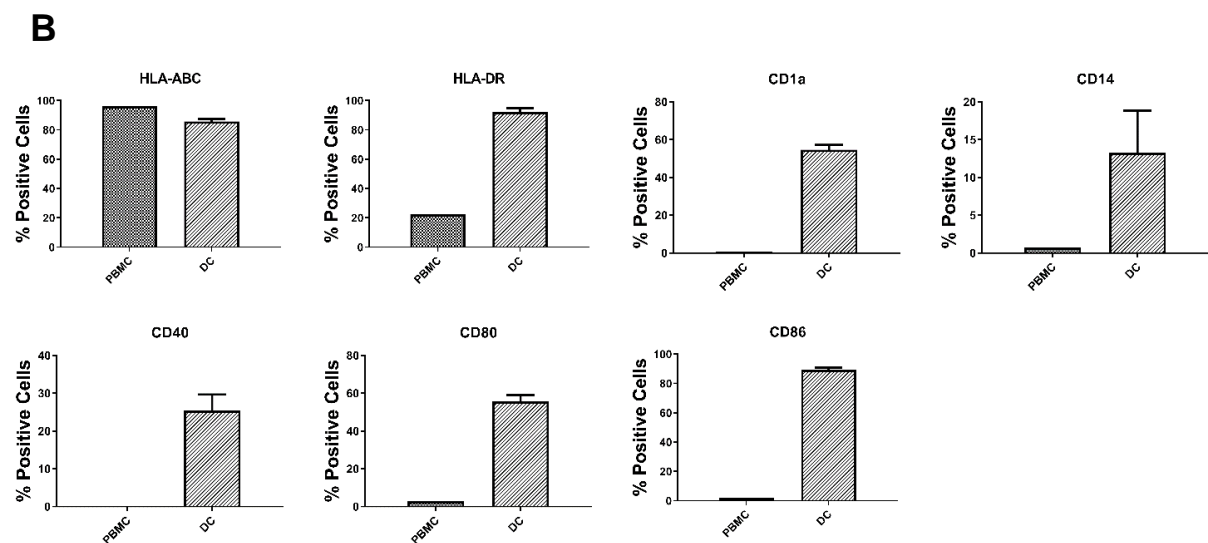 B
HLA-ABC
% Positive Cells
100
80
60
40
20
0
PBMC
DC
HLA-DR
% Positive Cells
100
80
60
40
20
0
PBMC
DC
CD1a
% Positive Cells
80
60
40
20
0
PBMC
DC
CD14
% Positive Cells
20
15
10
5
0
PBMC
DC
CD40
% Positive Cells
40
30
20
10
0
PBMC
DC
CD80
% Positive Cells
80
60
40
20
0
PBMC
DC
CD86
% Positive Cells
100
80
60
40
20
0
PBMC
DC